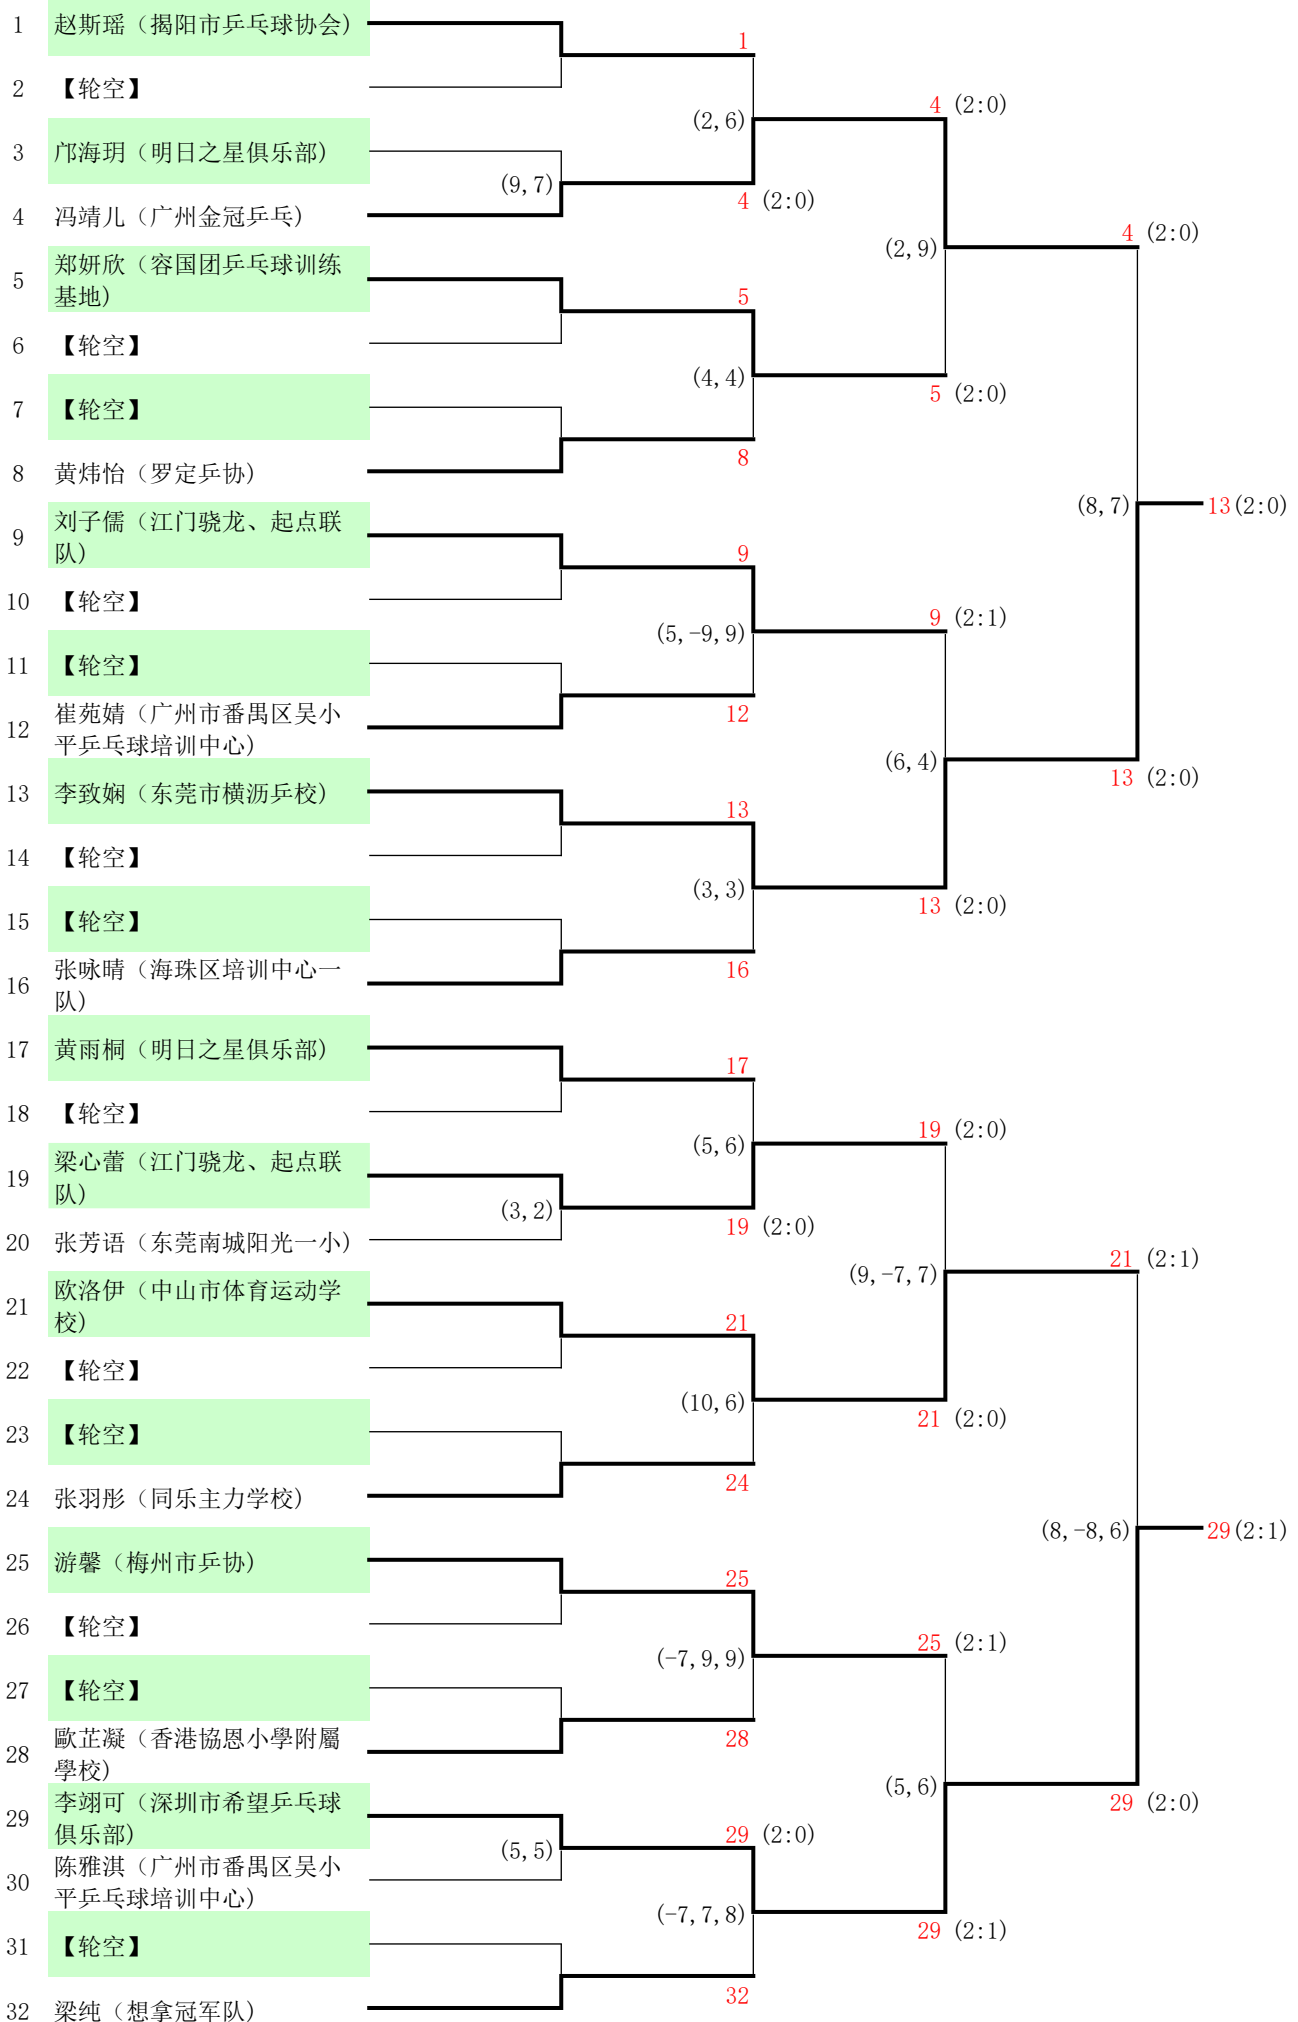 1 赵斯瑶（揭阳市乒乓球协会）
1
2 【轮空】
(2, 6)
4 (2:0)
3 邝海玥（明日之星俱乐部）
(9, 7)
4 (2:0)
4 冯靖儿（广州金冠乒乓）
(2, 9)
4 (2:0)
5 郑妍欣（容国团乒乓球训练
基地）
5
6 【轮空】
(4, 4)
5 (2:0)
7 【轮空】
8
8 黄炜怡（罗定乒协）
(8, 7)
13 (2:0)
9 刘子儒（江门骁龙、起点联
队）
9
10 【轮空】
(5, -9, 9)
9 (2:1)
11 【轮空】
12
12 崔苑婧（广州市番禺区吴小
平乒乓球培训中心）
(6, 4)
13 (2:0)
13 李致娴（东莞市横沥乒校）
13
14 【轮空】
(3, 3)
13 (2:0)
15 【轮空】
16
16 张咏晴（海珠区培训中心一
队）
17 黄雨桐（明日之星俱乐部）
17
18 【轮空】
(5, 6)
19 (2:0)
19 梁心蕾（江门骁龙、起点联
队）
(3, 2)
19 (2:0)
20 张芳语（东莞南城阳光一小）
(9, -7, 7)
21 (2:1)
21 欧洛伊（中山市体育运动学
校）
21
22 【轮空】
(10, 6)
21 (2:0)
23 【轮空】
24
24 张羽彤（同乐主力学校）
(8, -8, 6)
29 (2:1)
25 游馨（梅州市乒协）
25
26 【轮空】
(-7, 9, 9)
25 (2:1)
27 【轮空】
28
28 歐芷凝（香港協恩小學附屬
學校）
(5, 6)
29 (2:0)
29 李翊可（深圳市希望乒乓球
俱乐部）
(5, 5)
29 (2:0)
30 陈雅淇（广州市番禺区吴小
平乒乓球培训中心）
(-7, 7, 8)
29 (2:1)
31 【轮空】
32
32 梁纯（想拿冠军队）